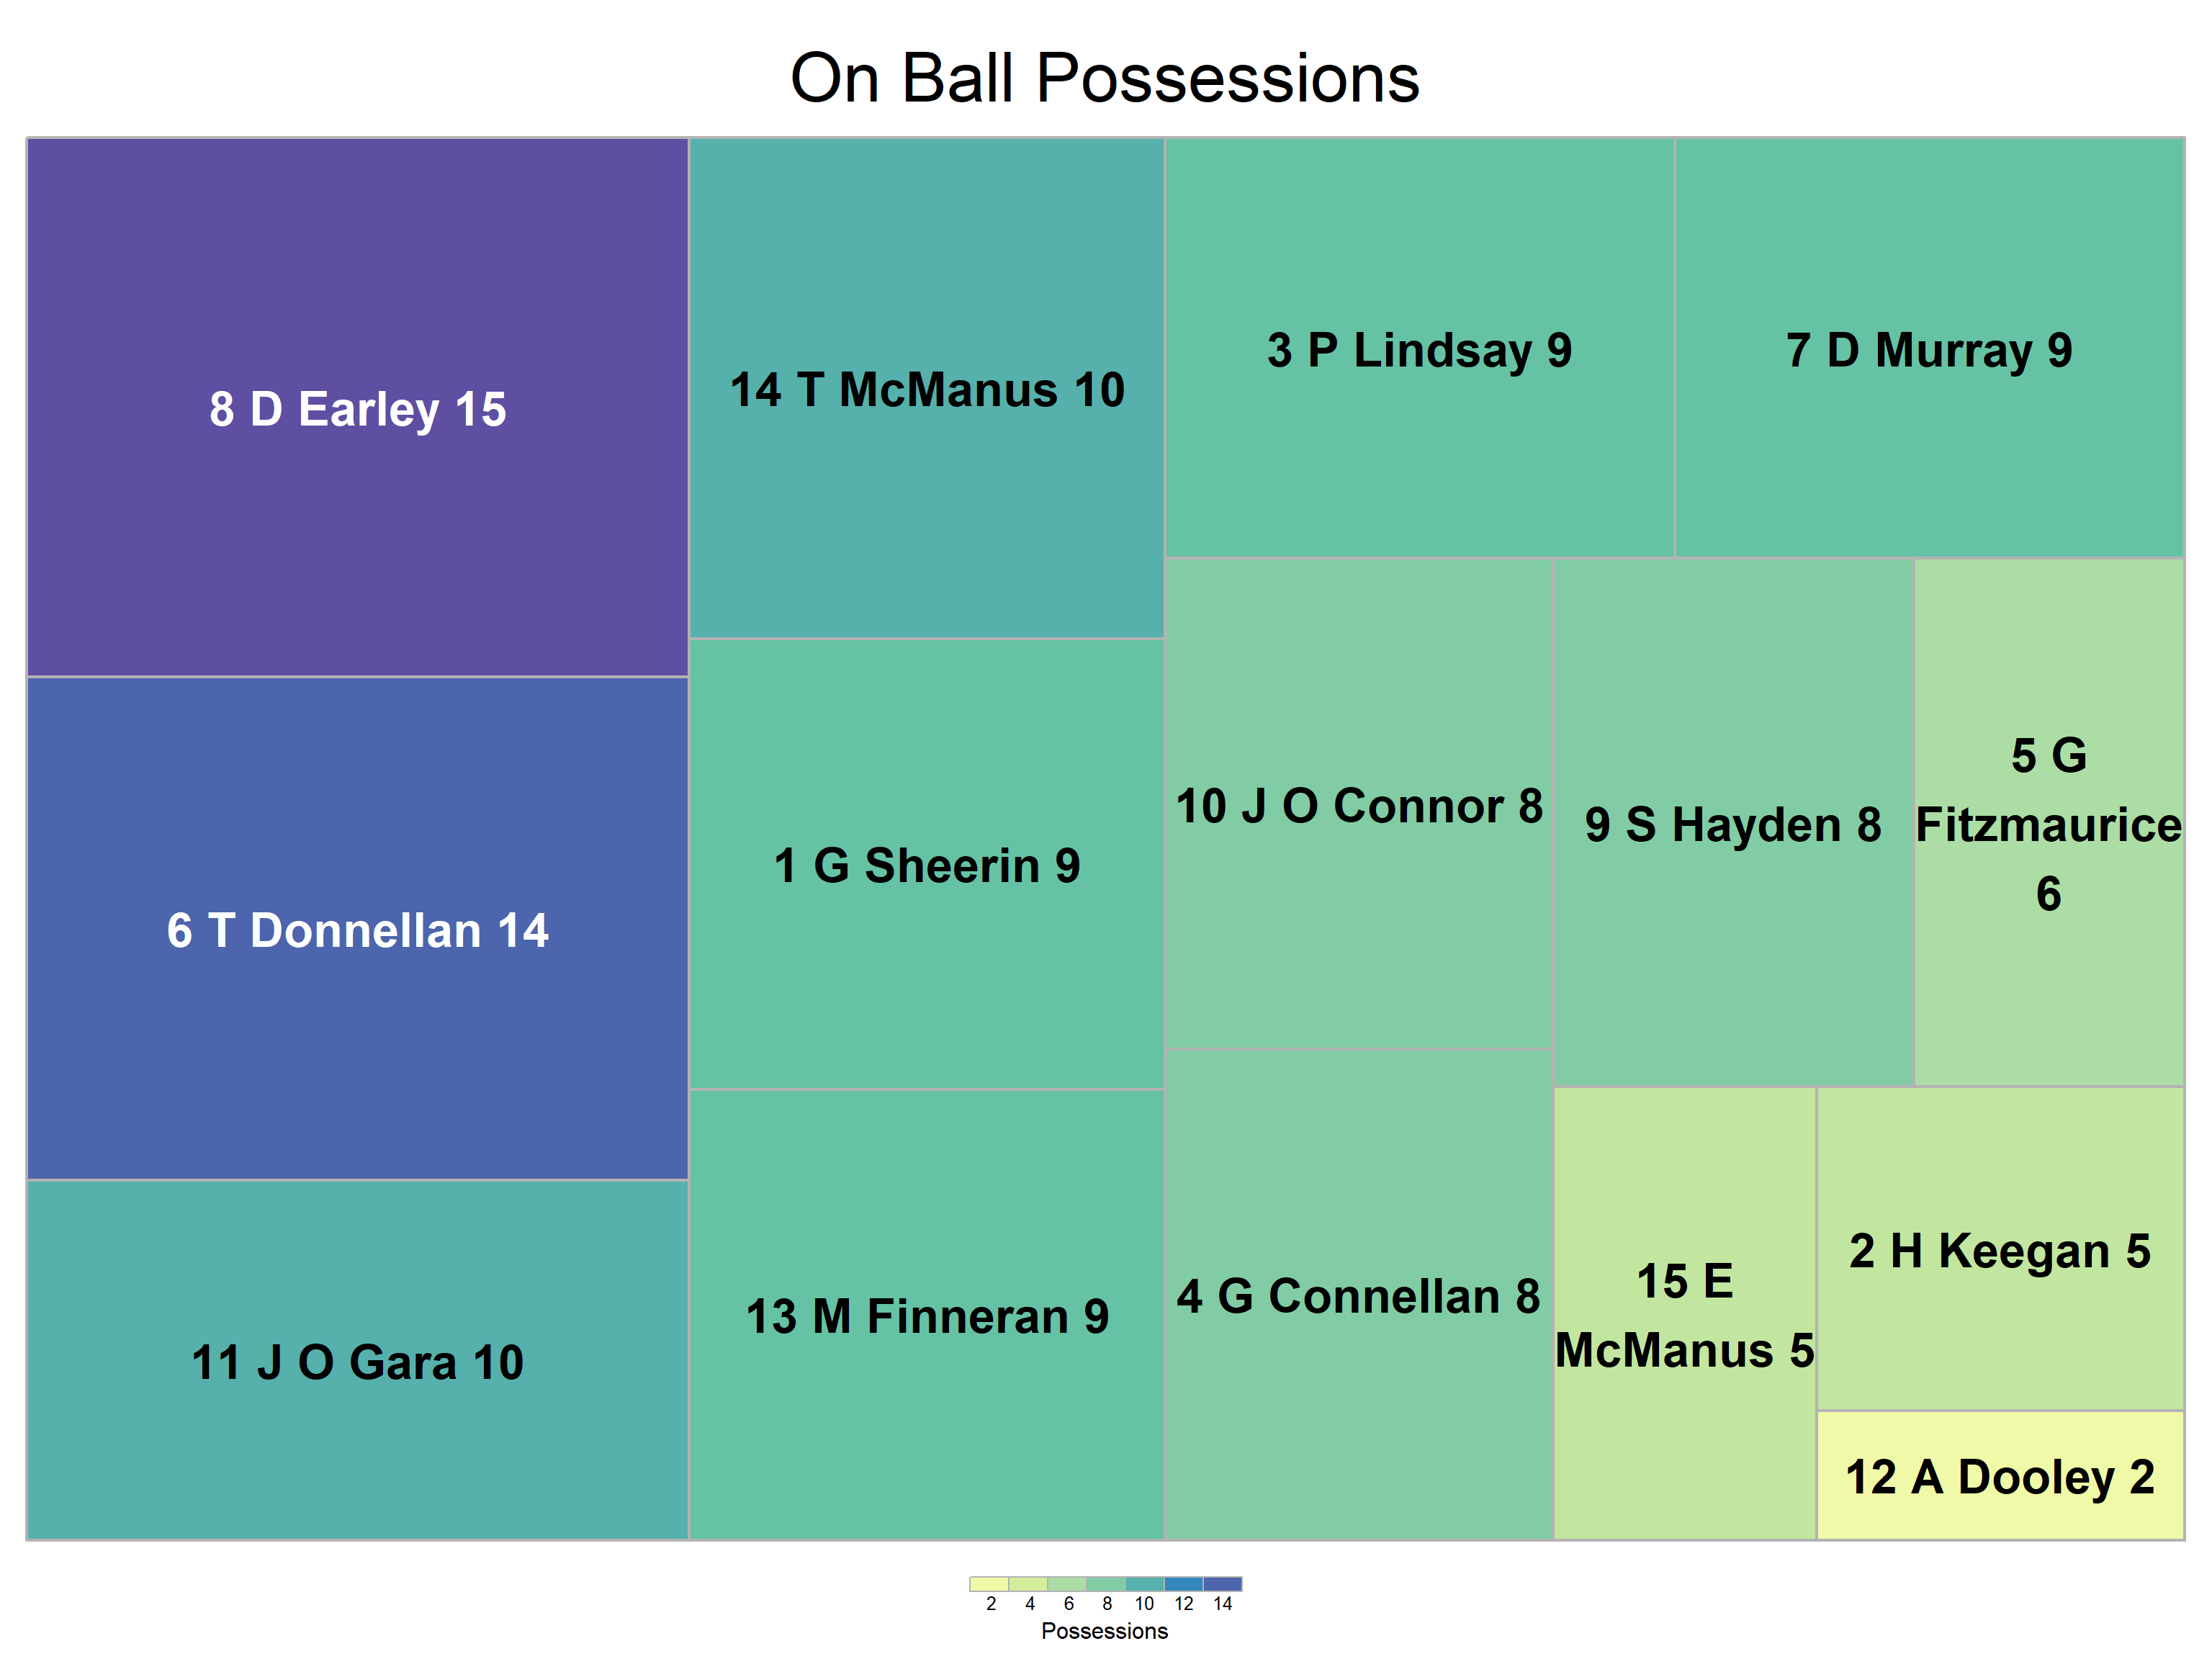 On Ball Possessions
8 D Earley 15
6 T Donnellan 14
11 J O Gara 10
14 T McManus 10
1 G Sheerin 9
13 M Finneran 9
3 P Lindsay 9
7 D Murray 9
10 J O Connor 8
4 G Connellan 8
9 S Hayden 8
5 G
Fitzmaurice
6
15 E
McManus 5
2 H Keegan 5
12 A Dooley 2
2 4 6 8 10 12 14
Possessions